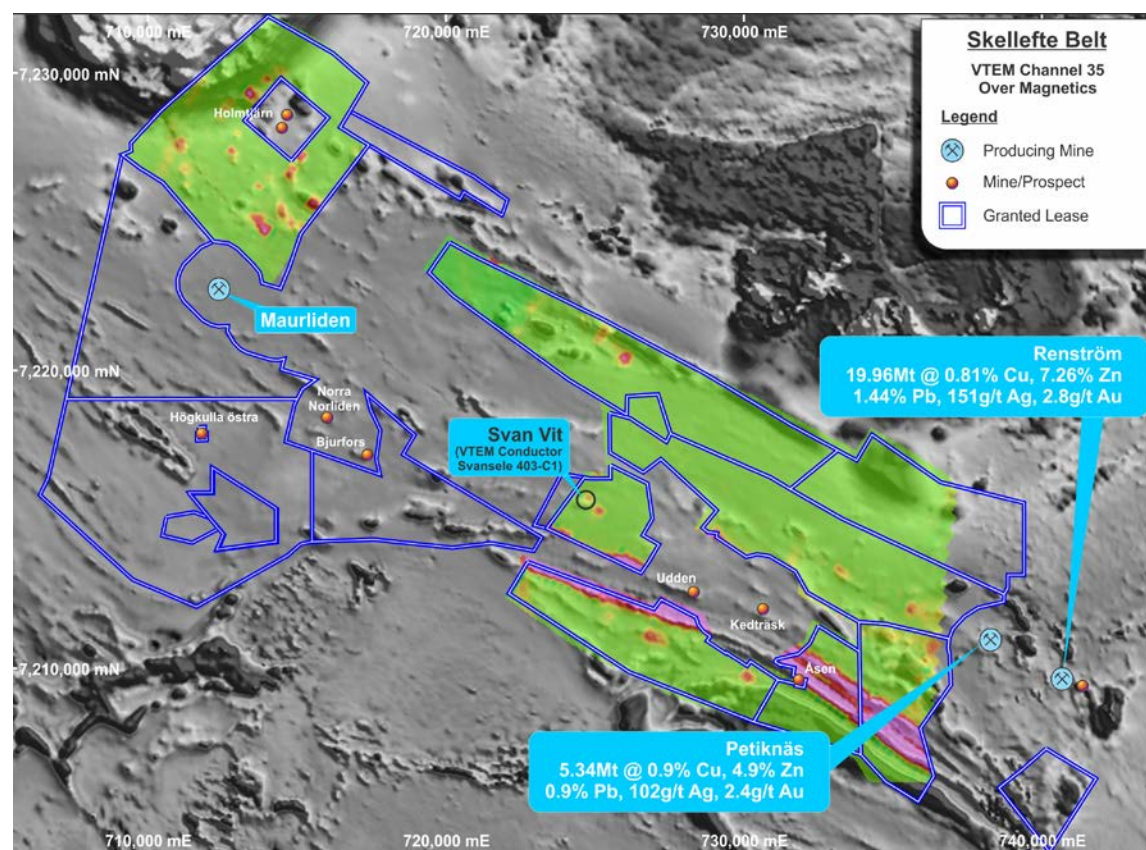 710,000 mE
720,000 mE
730,000 mE
7,230,000 mN
Skellefte Belt
VTEM Channel 35
Over Magnetics
Legend
Producing Mine
Mine/Prospect
Granted Lease
Holmtjärn
Maurliden
7,220,000 mN
Renström
19.96Mt @ 0.81% Cu, 7.26% Zn
1.44% Pb, 151g/t Ag, 2.8g/t Au
Norra
Norliden
Högkulla östra
Bjurfors
Svan Vit
(VTEM Conductor
Svansele 403-C1)
Udden
Kedträsk
7,210,000 mN
Åsen
Petiknäs
5.34Mt @ 0.9% Cu, 4.9% Zn
0.9% Pb, 102g/t Ag, 2.4g/t Au
710,000 mE
720,000 mE
730,000 mE
740,000 mE